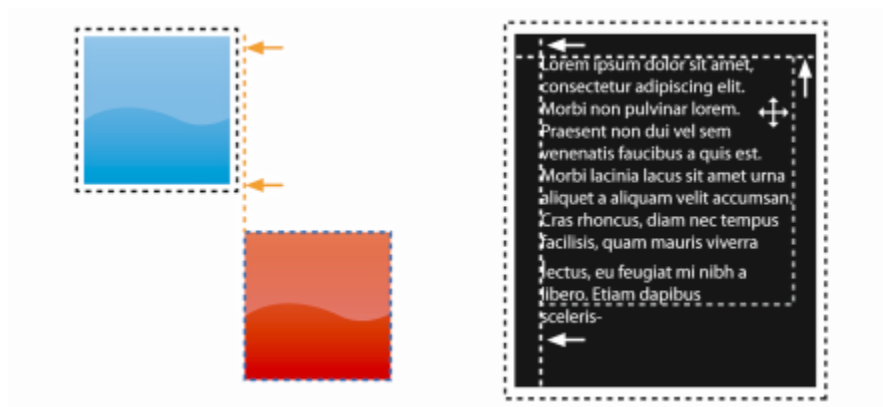 Lorem ipsum dolor sit amet,
consectetur adipiscing elit.
Morbi non pulvinar lorem.
Praesent non dui vel sem
venenatis faucibus a quis est.
Morbi lacinia lacus sit amet urna
aliquet a aliquam velit accumsan.
Cras rhoncus, diam nec tempus
facilisis, quam mauris viverra
lectus, eu feugiat mi nibh a
libero. Etiam dapibus
sceleris-